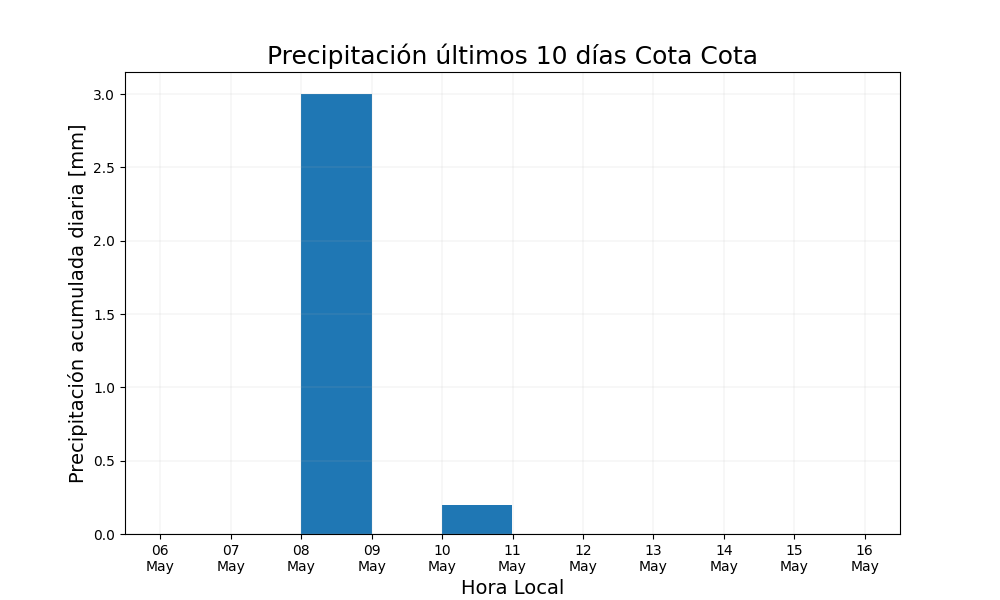 Precipitación últimos 10 días Cota Cota
Precipitación acumulada diaria [mm]
3.0
2.5
2.0
1.5
1.0
0.5
0.0
06 07 08 09 10 11 12 13 14 15 16
May May May May May May May May May May May
Hora Local